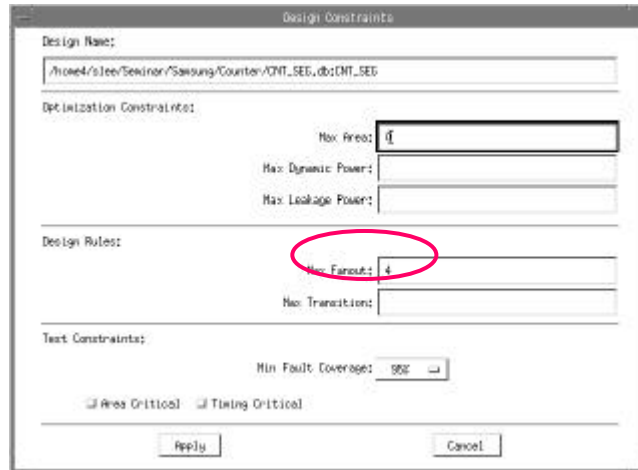 Design Constraints
Design Name:
/home4/slee/Seminar/Samsung/Counter/CNT_SEG.db:CNT_SEG
Optimization Constraints:
Max Area: 0
Max Dynamic Power:
Max Leakage Power:
Design Rules:
Max Fanout: 4
Max Transition:
Test Constraints:
Min Fault Coverage: 95%
Area Critical Timing Critical
Apply Cancel